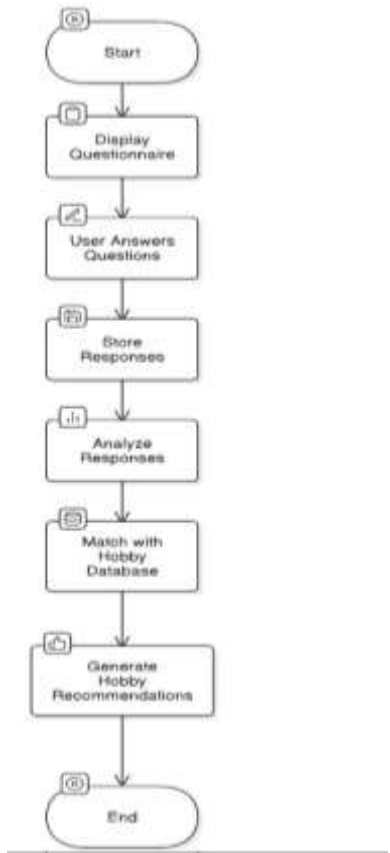 Start
Display
Questionnaire
User Answers
Questions
Store
Responses
Analyze
Responses
Match with
Hobby
Database
Generate
Hobby
Recommendations
End